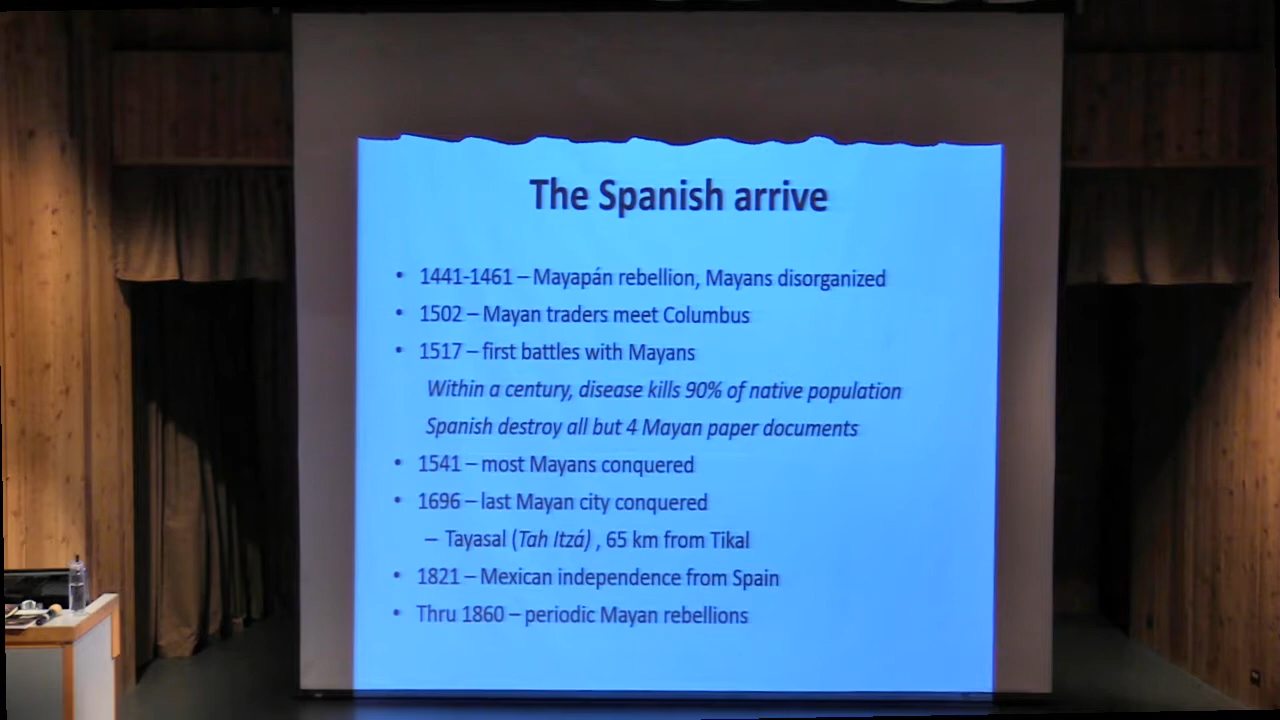 The Spanish arrive
• 1441-1461 – Mayapán rebellion, Mayans disorganized
• 1502 – Mayan traders meet Columbus
• 1517 – first battles with Mayans
Within a century, disease kills 90% of native population
Spanish destroy all but 4 Mayan paper documents
• 1541 – most Mayans conquered
• 1696 – last Mayan city conquered
– Tayasal (Tah Itzá) , 65 km from Tikal
• 1821 – Mexican independence from Spain
• Thru 1860 – periodic Mayan rebellions